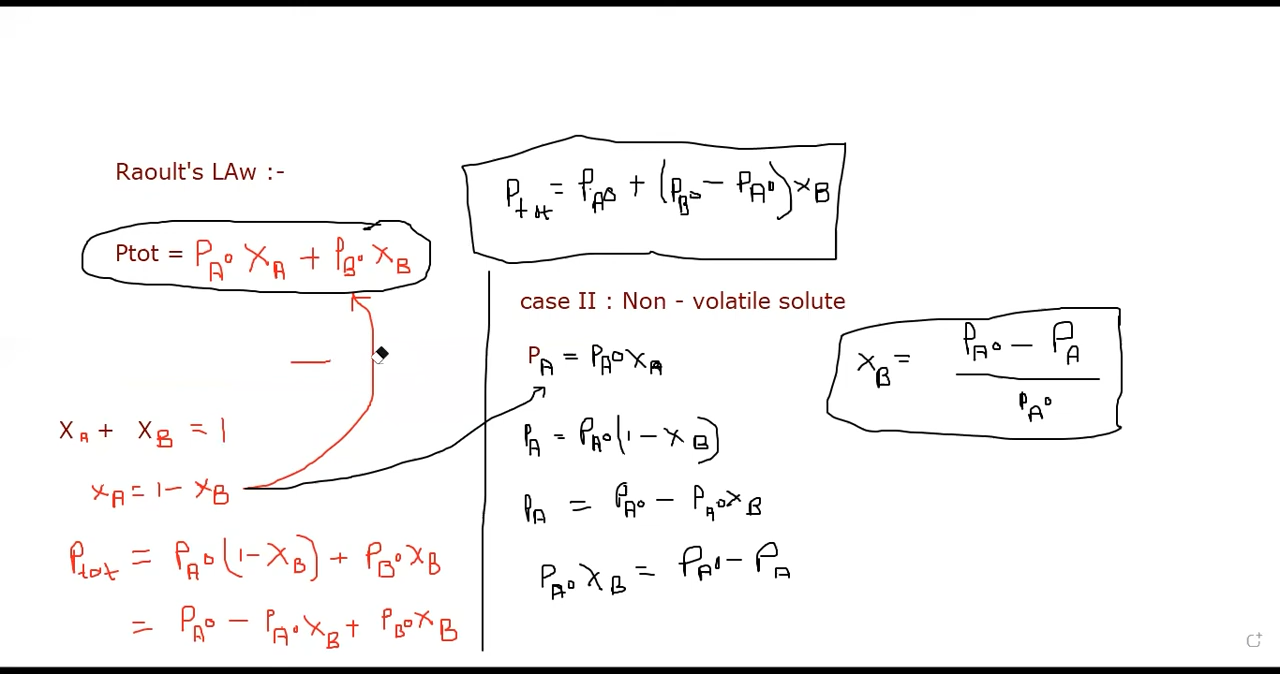 Raoult's LAw :-
Ptot = PA° XA + PB° XB
XA + XB = 1
XA = 1 - XB
Ptot = PA° (1 - XB) + PB° XB
= PA° - PA° XB + PB° XB
Ptot = PA° + (PB° - PA°) XB
case II : Non - volatile solute
PA = PA° XA
PA = PA° (1 - XB)
PA = PA° - PA° XB
PA° XB = PA° - PA
XB = PA° - PA
PA°